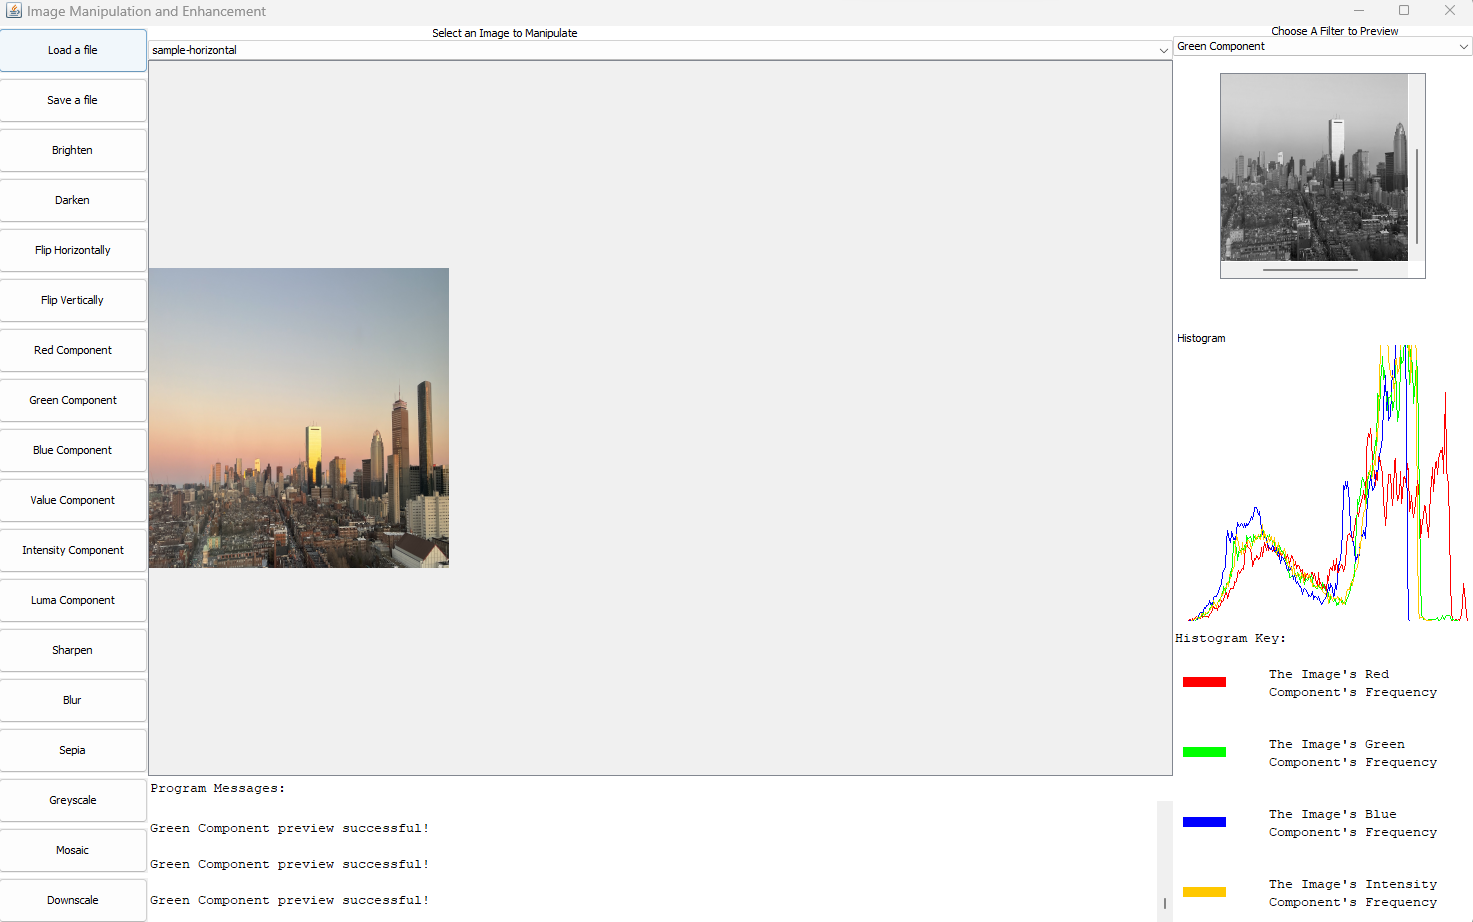 Image Manipulation and Enhancement
Load a file
Save a file
Brighten
Darken
Flip Horizontally
Flip Vertically
Red Component
Green Component
Blue Component
Value Component
Intensity Component
Luma Component
Sharpen
Blur
Sepia
Greyscale
Mosaic
Downscale
Select an Image to Manipulate
sample-horizontal
Program Messages:
Green Component preview successful!
Green Component preview successful!
Green Component preview successful!
Choose A Filter to Preview
Green Component
Histogram
Histogram Key:
The Image's Red
Component's Frequency
The Image's Green
Component's Frequency
The Image's Blue
Component's Frequency
The Image's Intensity
Component's Frequency